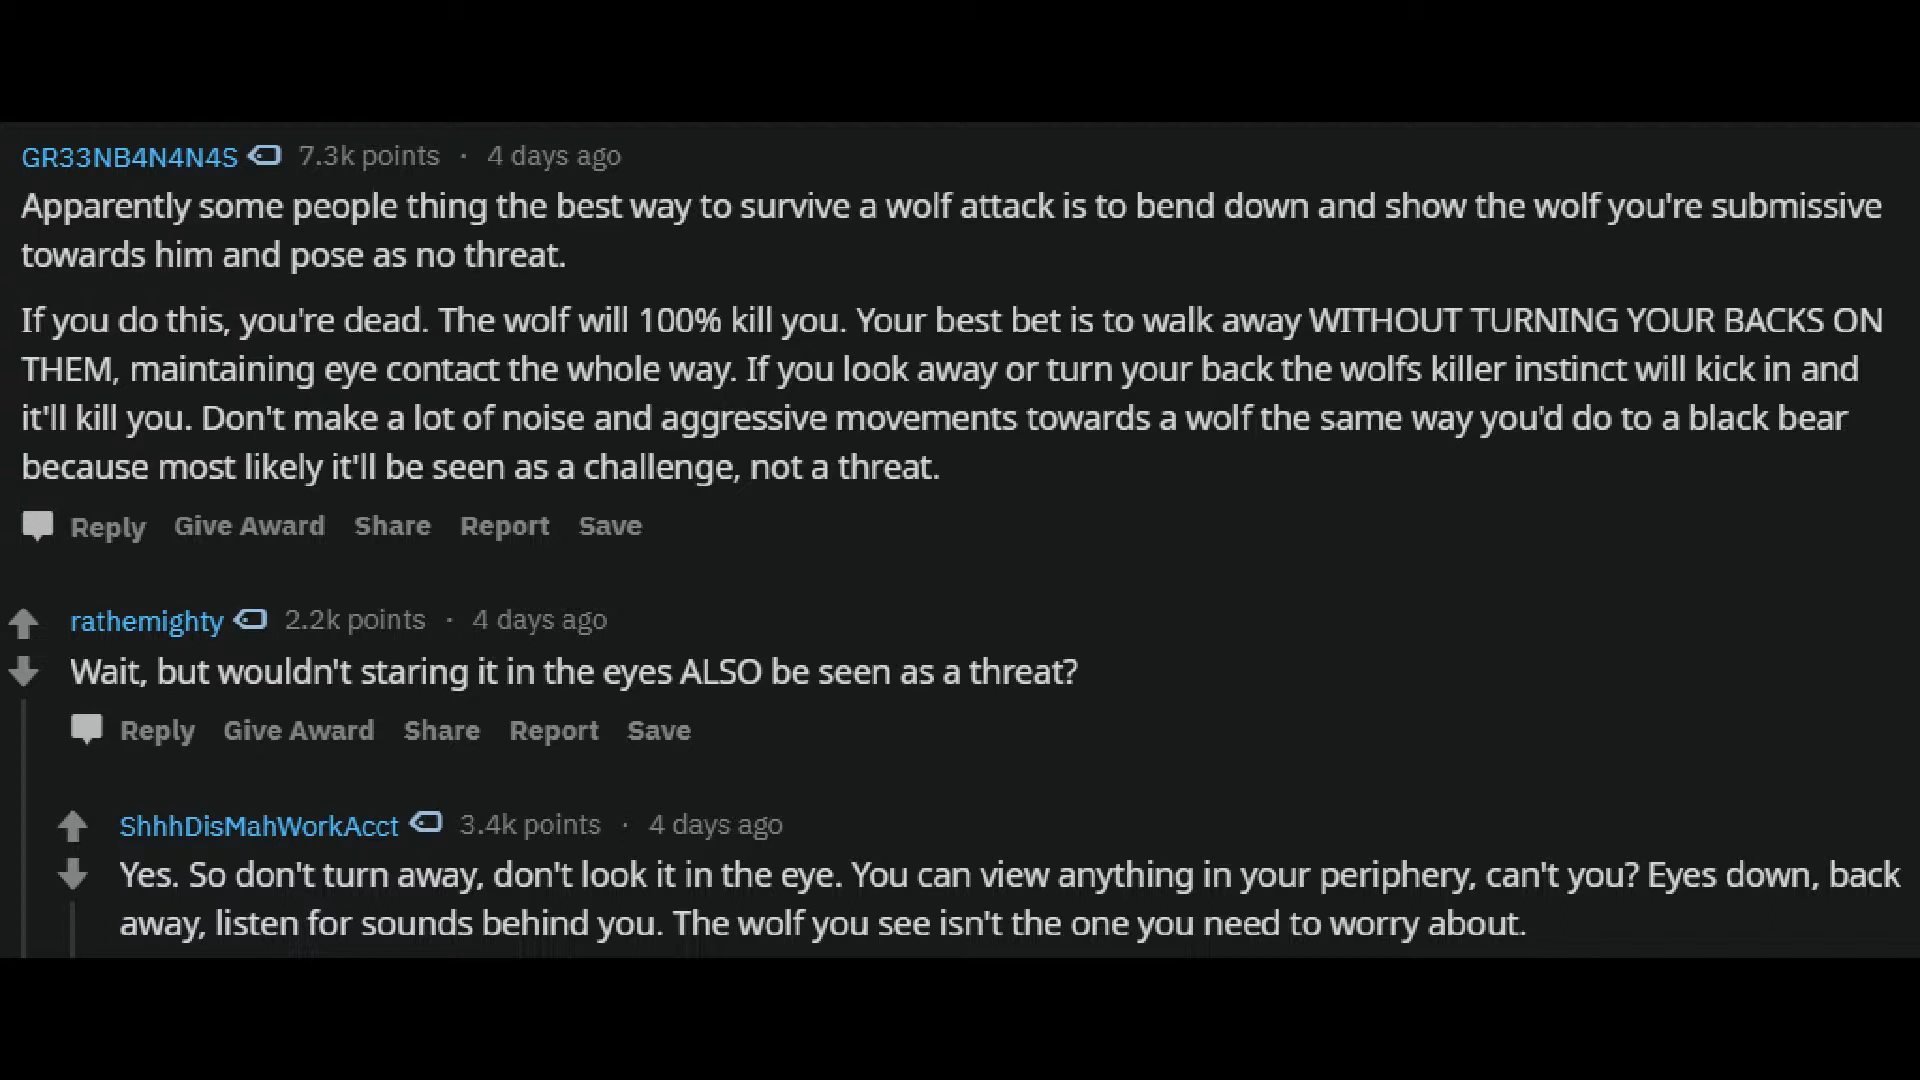 GR33NB4N4N4S 7.3k points · 4 days ago
Apparently some people thing the best way to survive a wolf attack is to bend down and show the wolf you're submissive
towards him and pose as no threat.
If you do this, you're dead. The wolf will 100% kill you. Your best bet is to walk away WITHOUT TURNING YOUR BACKS ON
THEM, maintaining eye contact the whole way. If you look away or turn your back the wolfs killer instinct will kick in and
it'll kill you. Don't make a lot of noise and aggressive movements towards a wolf the same way you'd do to a black bear
because most likely it'll be seen as a challenge, not a threat.
Reply Give Award Share Report Save
rathemighty 2.2k points · 4 days ago
Wait, but wouldn't staring it in the eyes ALSO be seen as a threat?
Reply Give Award Share Report Save
ShhhDisMahWorkAcct 3.4k points · 4 days ago
Yes. So don't turn away, don't look it in the eye. You can view anything in your periphery, can't you? Eyes down, back
away, listen for sounds behind you. The wolf you see isn't the one you need to worry about.